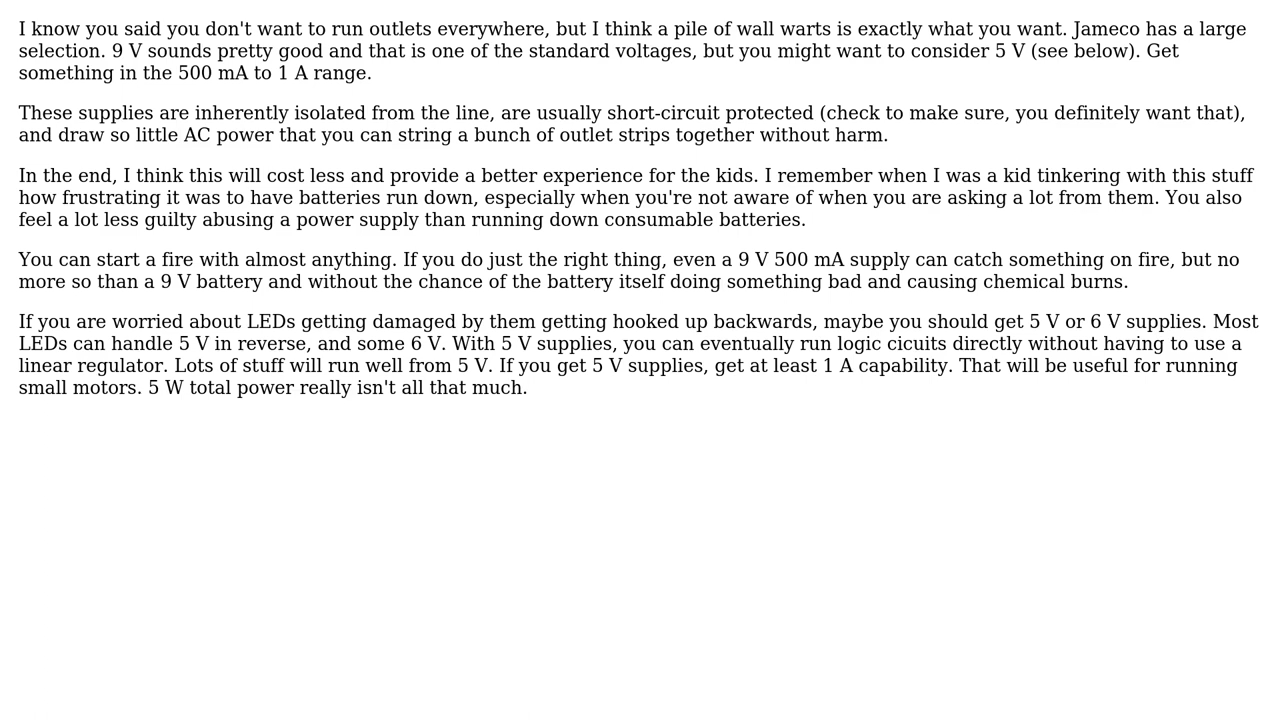 I know you said you don't want to run outlets everywhere, but I think a pile of wall warts is exactly what you want. Jameco has a large
selection. 9 V sounds pretty good and that is one of the standard voltages, but you might want to consider 5 V (see below). Get
something in the 500 mA to 1 A range.
These supplies are inherently isolated from the line, are usually short-circuit protected (check to make sure, you definitely want that),
and draw so little AC power that you can string a bunch of outlet strips together without harm.
In the end, I think this will cost less and provide a better experience for the kids. I remember when I was a kid tinkering with this stuff
how frustrating it was to have batteries run down, especially when you're not aware of when you are asking a lot from them. You also
feel a lot less guilty abusing a power supply than running down consumable batteries.
You can start a fire with almost anything. If you do just the right thing, even a 9 V 500 mA supply can catch something on fire, but no
more so than a 9 V battery and without the chance of the battery itself doing something bad and causing chemical burns.
If you are worried about LEDs getting damaged by them getting hooked up backwards, maybe you should get 5 V or 6 V supplies. Most
LEDs can handle 5 V in reverse, and some 6 V. With 5 V supplies, you can eventually run logic cicuits directly without having to use a
linear regulator. Lots of stuff will run well from 5 V. If you get 5 V supplies, get at least 1 A capability. That will be useful for running
small motors. 5 W total power really isn't all that much.